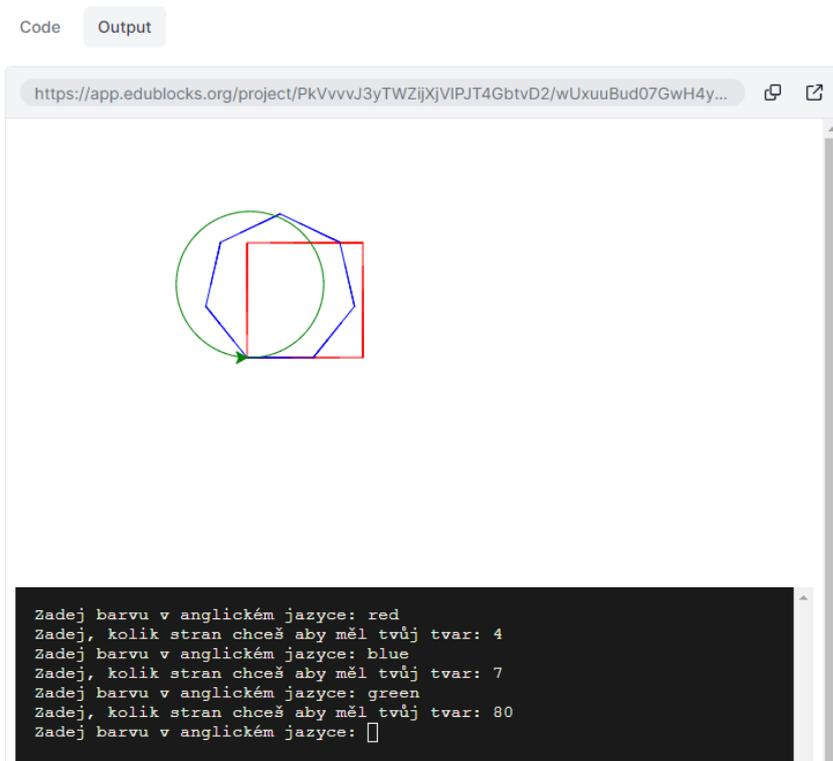 Code Output
https://app.edublocks.org/project/PkVvvvJ3yTWZijXjVIPJT4GbtvD2/wUxuuBud07GwH4y...
Zadej barvu v anglickém jazyce: red
Zadej, kolik stran chceš aby měl tvůj tvar: 4
Zadej barvu v anglickém jazyce: blue
Zadej, kolik stran chceš aby měl tvůj tvar: 7
Zadej barvu v anglickém jazyce: green
Zadej, kolik stran chceš aby měl tvůj tvar: 80
Zadej barvu v anglickém jazyce: